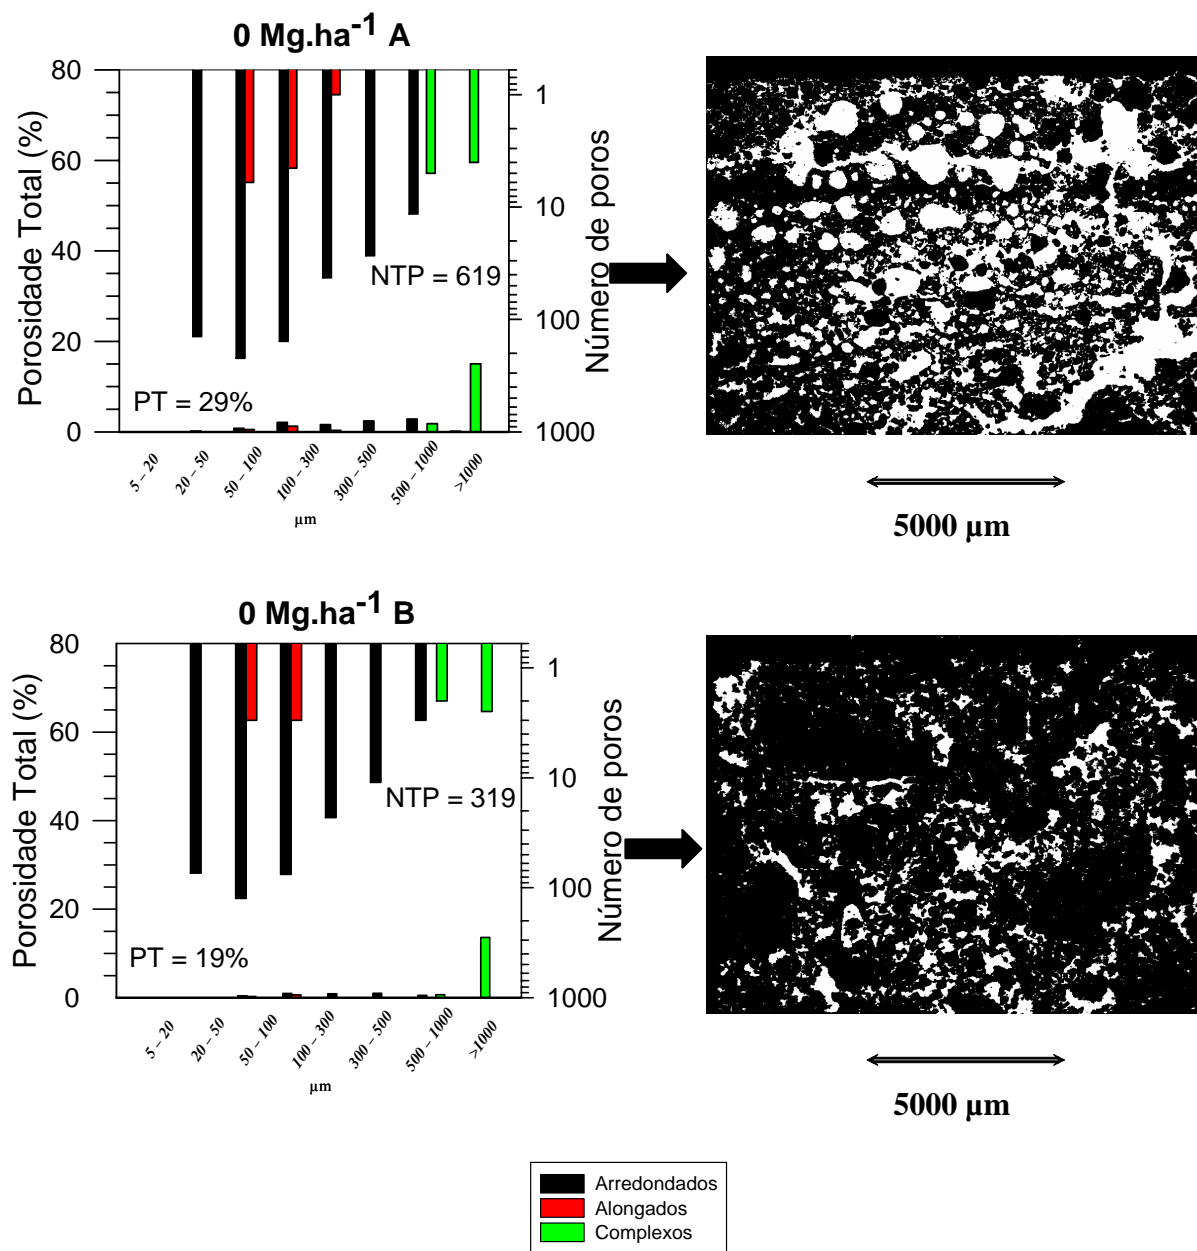 0 Mg.ha⁻¹ A
Porosidade Total (%)
80
60
40
20
0
1
10
100
1000
Número de poros
NTP = 619
PT = 29%
5 – 20
20 – 50
50 – 100
100 – 300
300 – 500
500 – 1000
>1000
µm
5000 µm
0 Mg.ha⁻¹ B
Porosidade Total (%)
80
60
40
20
0
1
10
100
1000
Número de poros
NTP = 319
PT = 19%
5 – 20
20 – 50
50 – 100
100 – 300
300 – 500
500 – 1000
>1000
µm
5000 µm
Arredondados
Alongados
Complexos